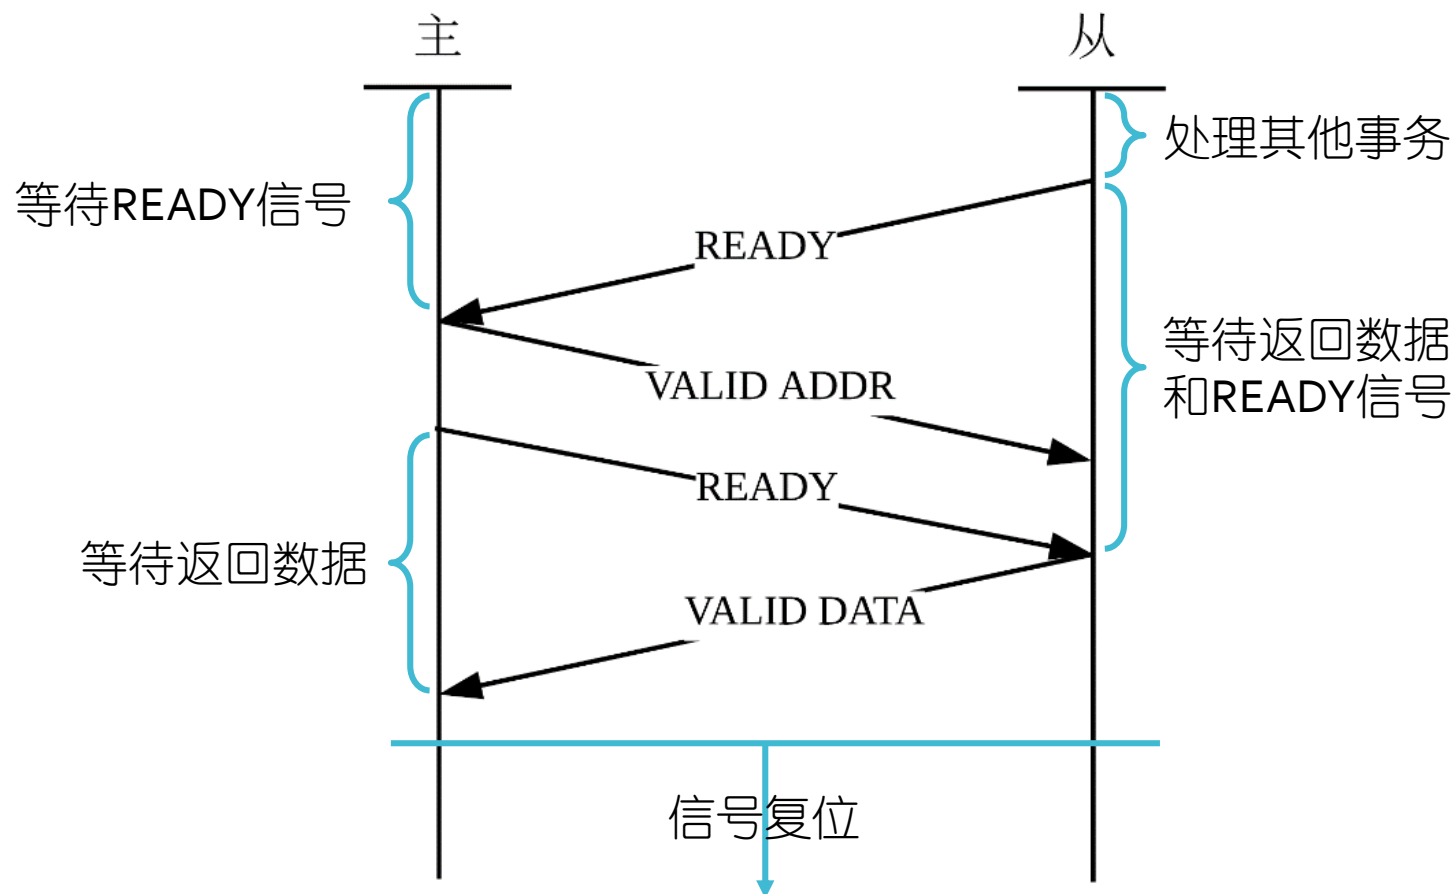 主
从
处理其他事务
等待READY信号
READY
等待返回数据
和READY信号
VALID ADDR
READY
等待返回数据
VALID DATA
信号复位